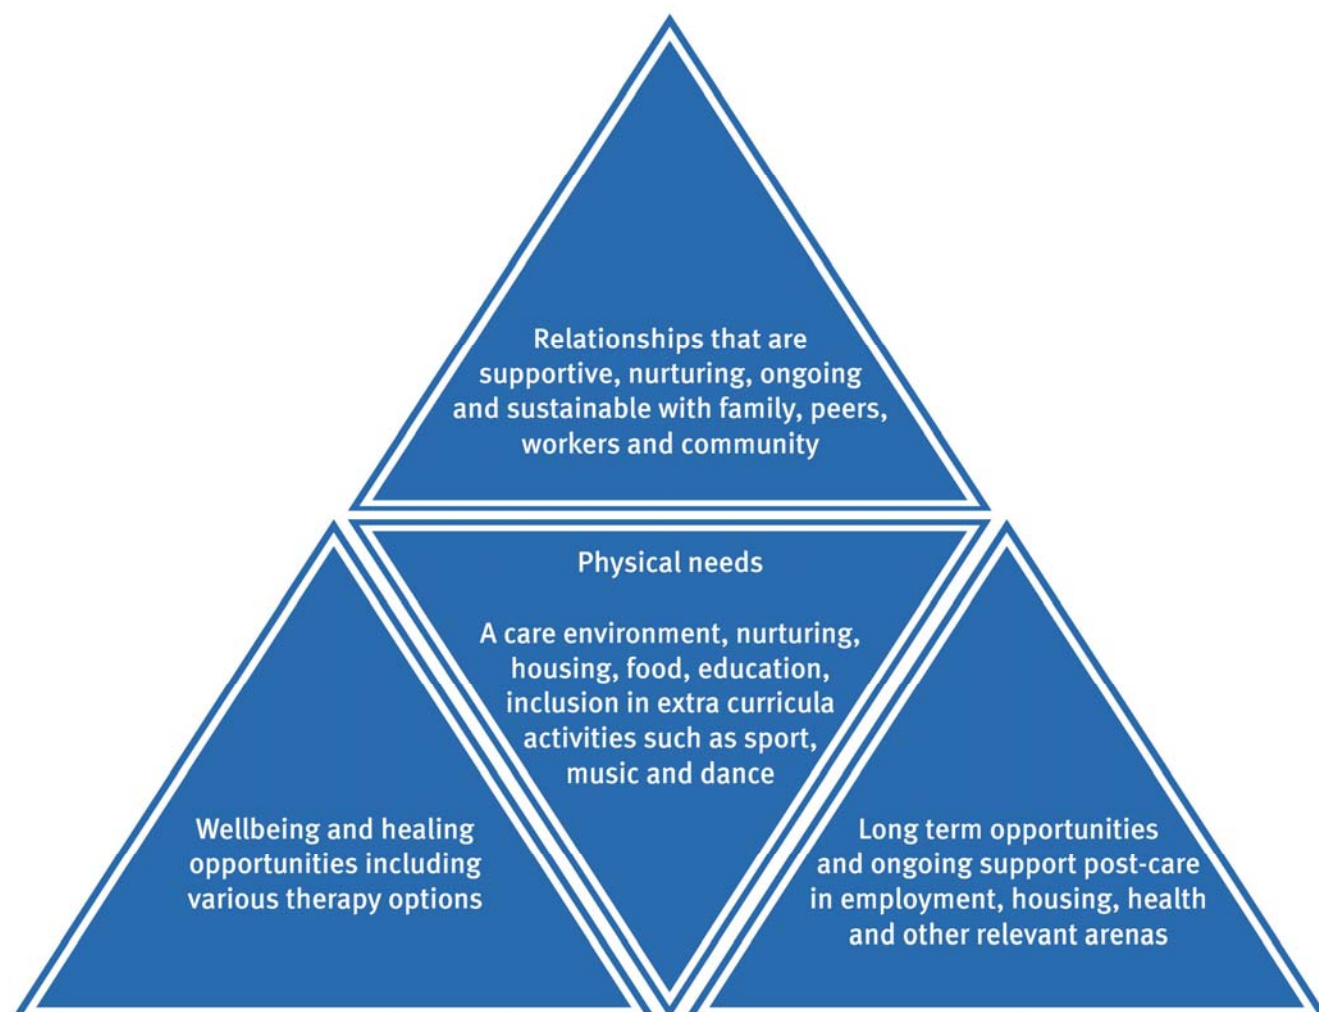 Relationships that are
supportive, nurturing, ongoing
and sustainable with family, peers,
workers and community
Physical needs
A care environment, nurturing,
housing, food, education,
inclusion in extra curricula
activities such as sport,
music and dance
Wellbeing and healing
opportunities including
various therapy options
Long term opportunities
and ongoing support post-care
in employment, housing, health
and other relevant arenas